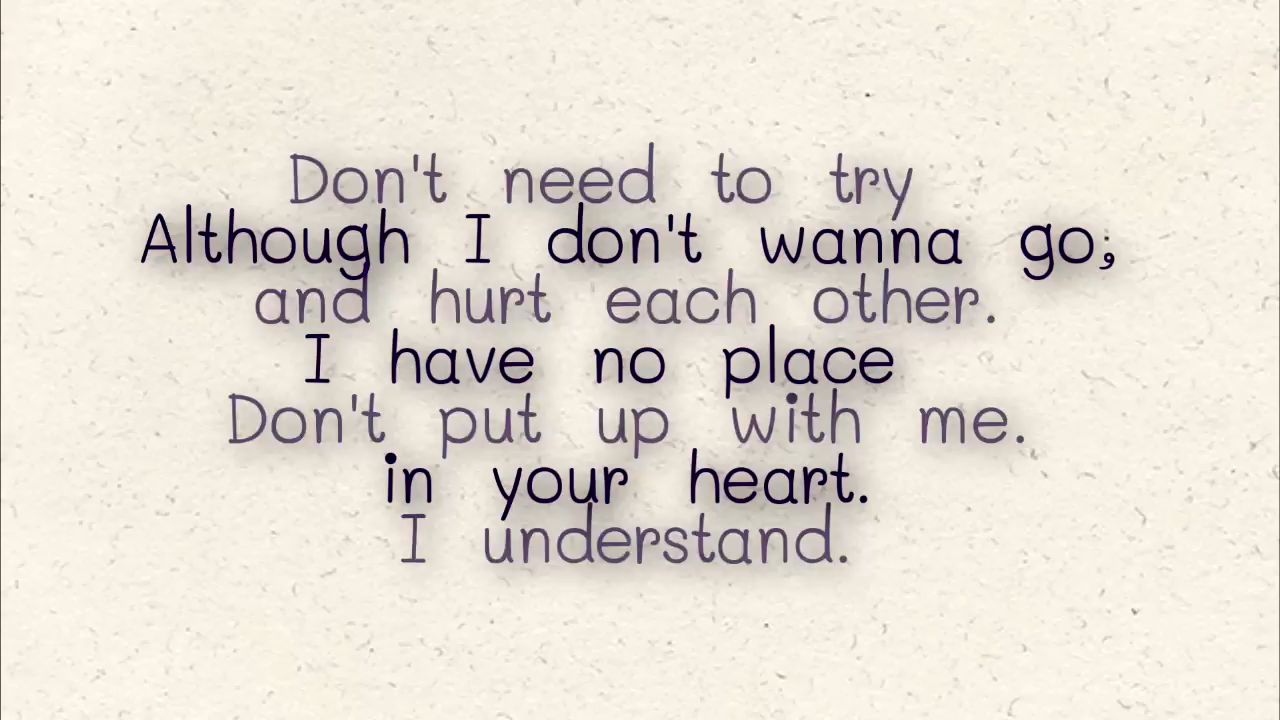 Don't need to try
Although I don't wanna go;
and hurt each other.
I have no place
Don't put up with me.
in your heart.
I understand.